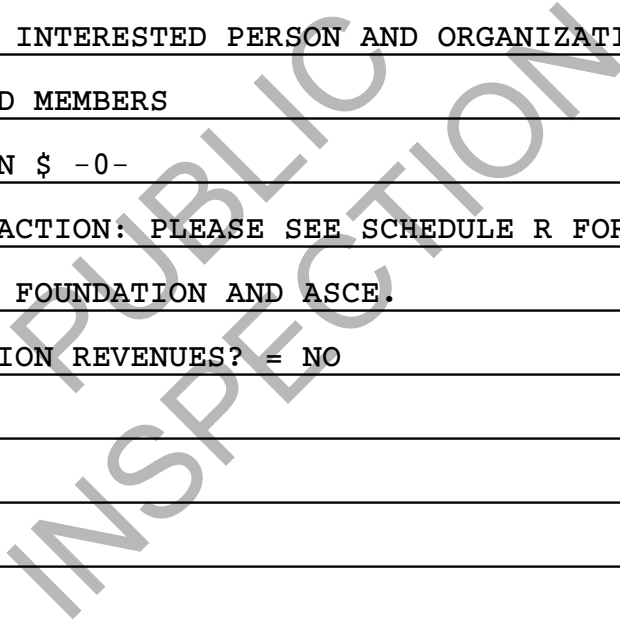 INTERESTED PERSON AND ORGANIZATI
D MEMBERS
N $ -0-
ACTION: PLEASE SEE SCHEDULE R FOR
FOUNDATION AND ASCE.
ION REVENUES? = NO
PUBLIC
INSPECTION